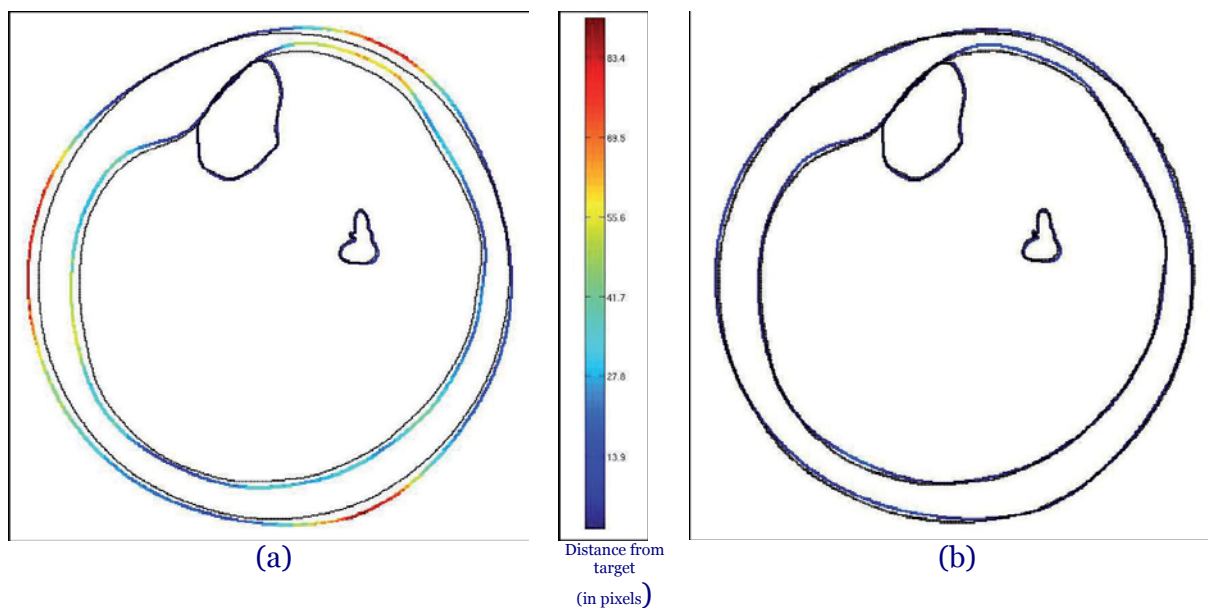 83.4
69.5
55.6
41.7
27.8
13.9
(a)
Distance from
target
(in pixels)
(b)